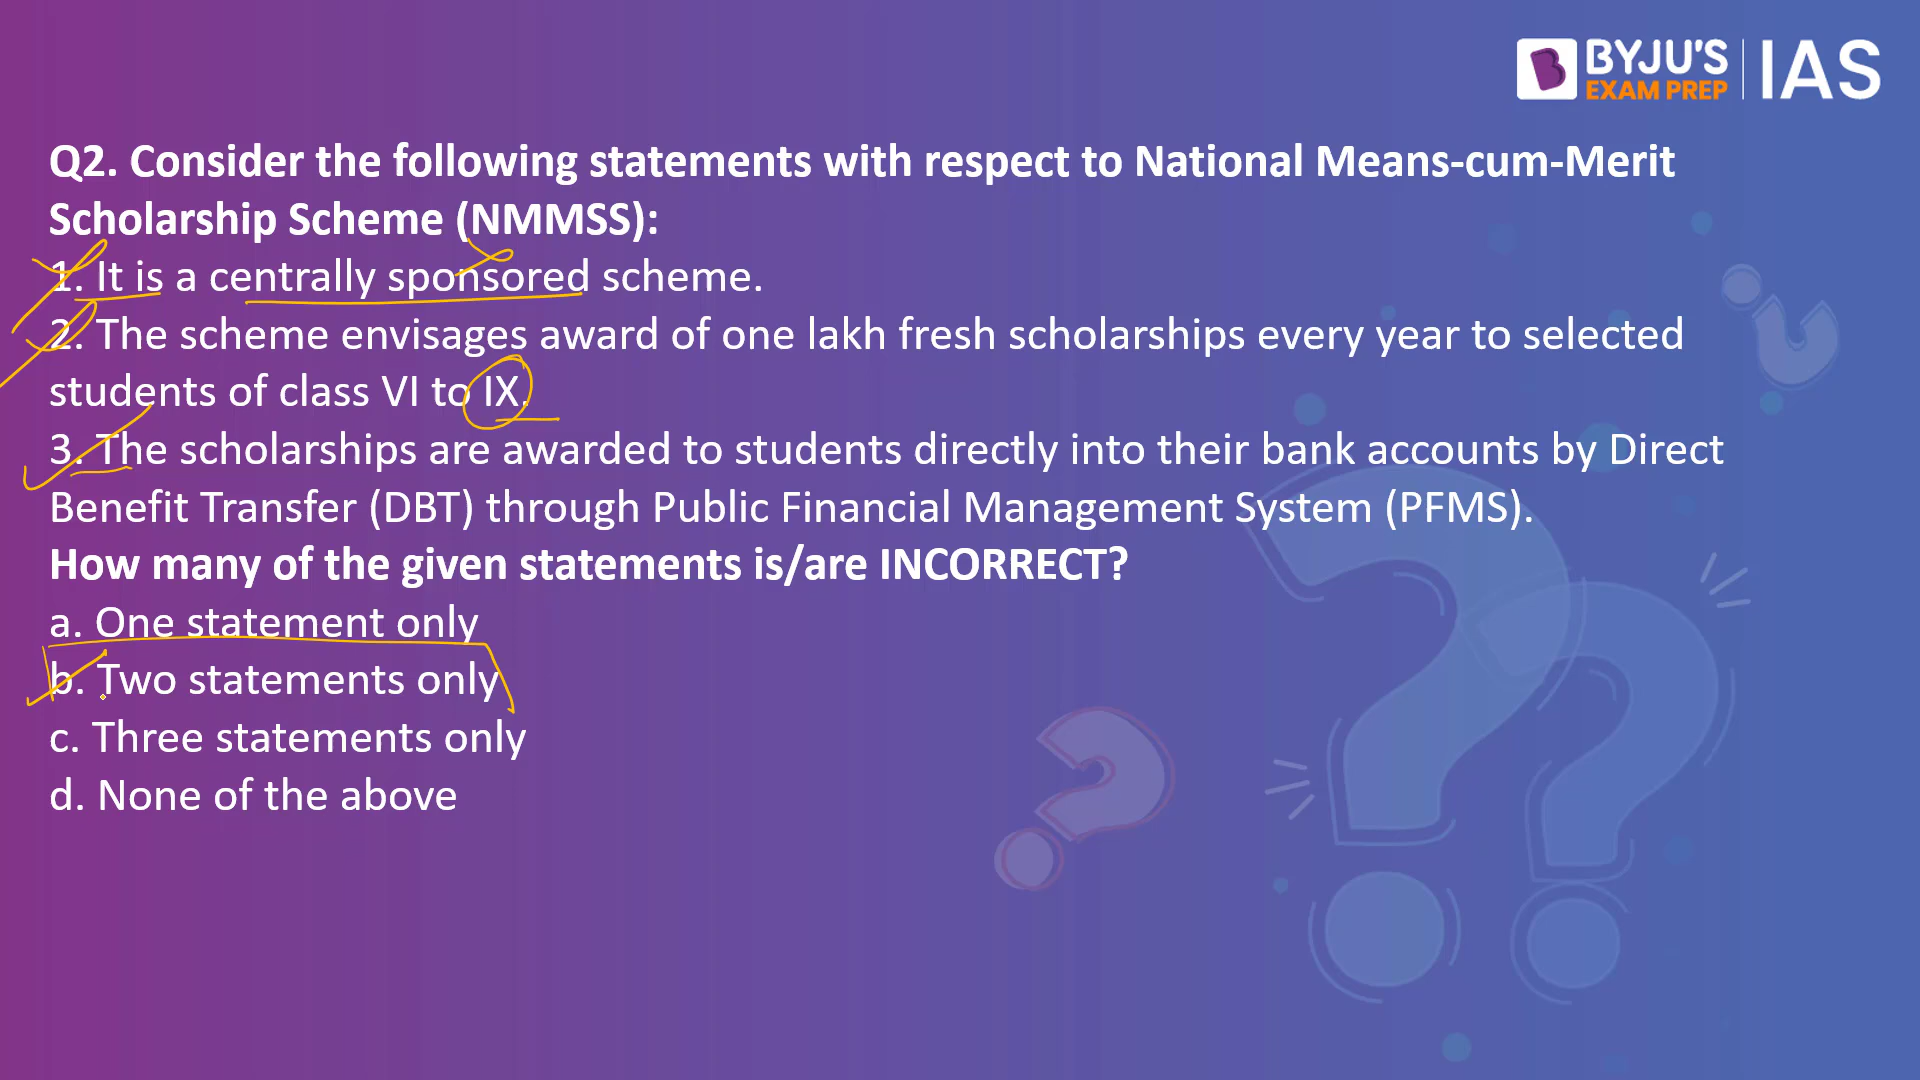 BYJU'S
EXAM PREP
IAS
Q2. Consider the following statements with respect to National Means-cum-Merit
Scholarship Scheme (NMMSS):
1. It is a centrally sponsored scheme.
2. The scheme envisages award of one lakh fresh scholarships every year to selected
students of class VI to IX.
3. The scholarships are awarded to students directly into their bank accounts by Direct
Benefit Transfer (DBT) through Public Financial Management System (PFMS).
How many of the given statements is/are INCORRECT?
a. One statement only
b. Two statements only
c. Three statements only
d. None of the above